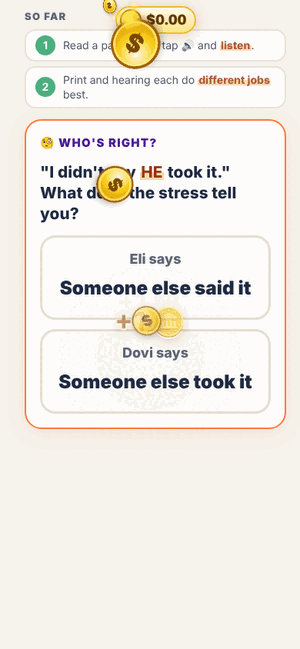 SO FAR
$0.00
1 Read a tap 🔊 and listen.
2 Print and hearing each do different jobs
best.
🧐 WHO'S RIGHT?
"I didn't HE took it."
What the stress tell
you?
Eli says
Someone else said it
+
Dovi says
Someone else took it